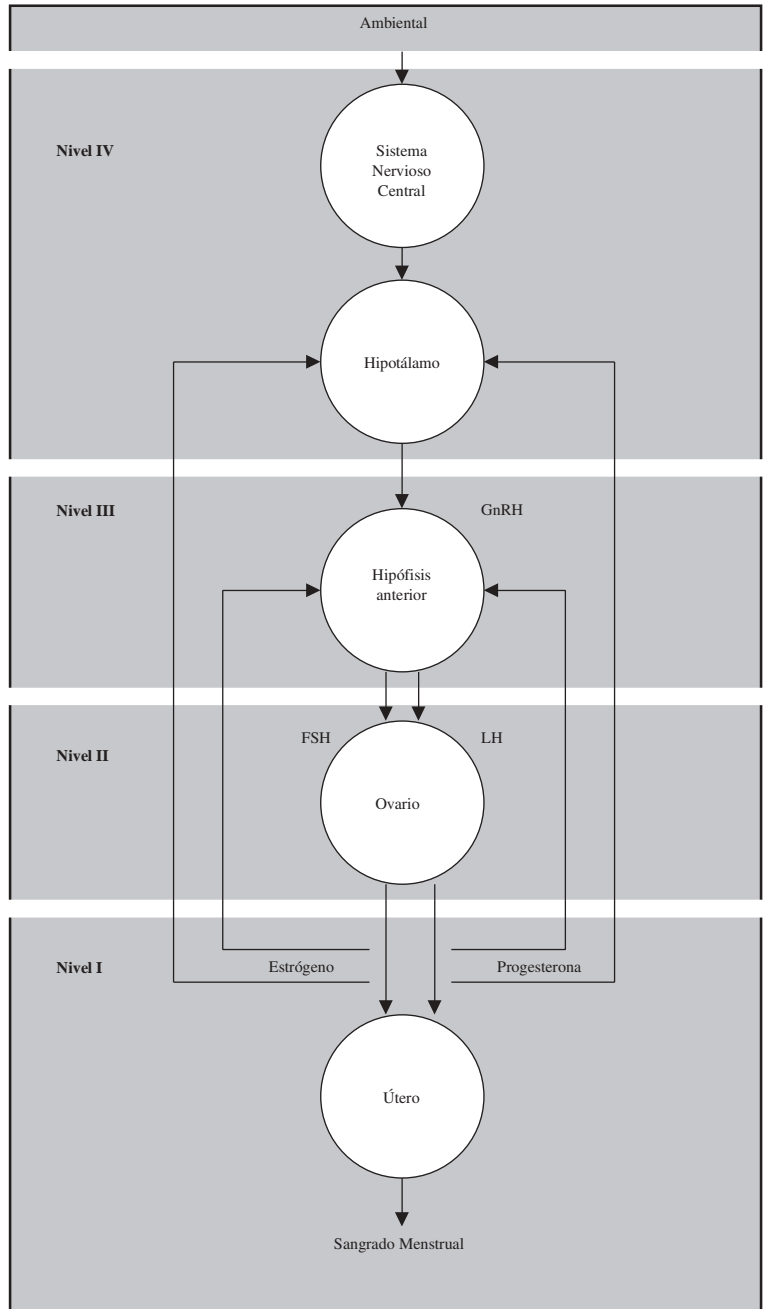 Ambiental
Nivel IV
Sistema
Nervioso
Central
Hipotálamo
Nivel III
GnRH
Hipófisis
anterior
FSH
LH
Nivel II
Ovario
Nivel I
Estrógeno
Progesterona
Útero
Sangrado Menstrual